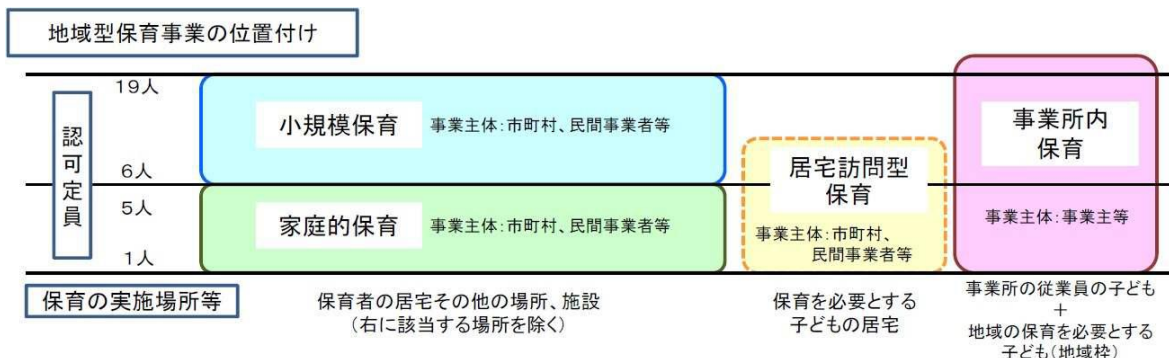 地域型保育事業の位置付け
認可定員
19人
6人
5人
1人
小規模保育
事業主体:市町村、民間事業者等
家庭的保育
事業主体:市町村、民間事業者等
居宅訪問型
保育
事業主体:市町村、
民間事業者等
事業所内
保育
事業主体:事業主等
保育の実施場所等
保育者の居宅その他の場所、施設
(右に該当する場所を除く)
保育を必要とする
子どもの居宅
事業所の従業員の子ども
+
地域の保育を必要とする
子ども(地域枠)